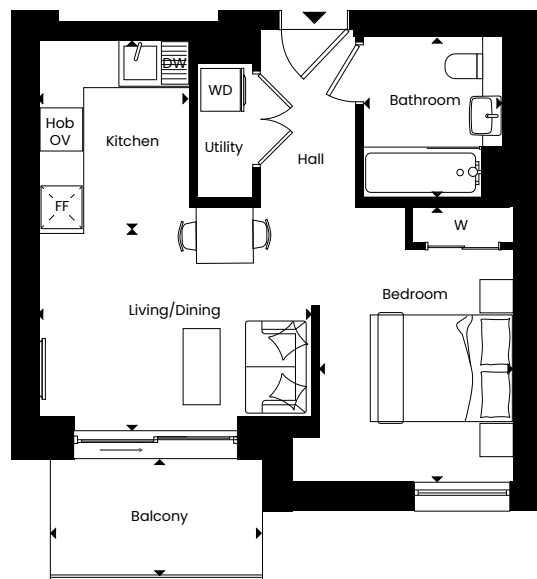 DW
WD
Bathroom
Hob
OV
Kitchen
Utility
Hall
FF
W
Bedroom
Living/Dining
Balcony